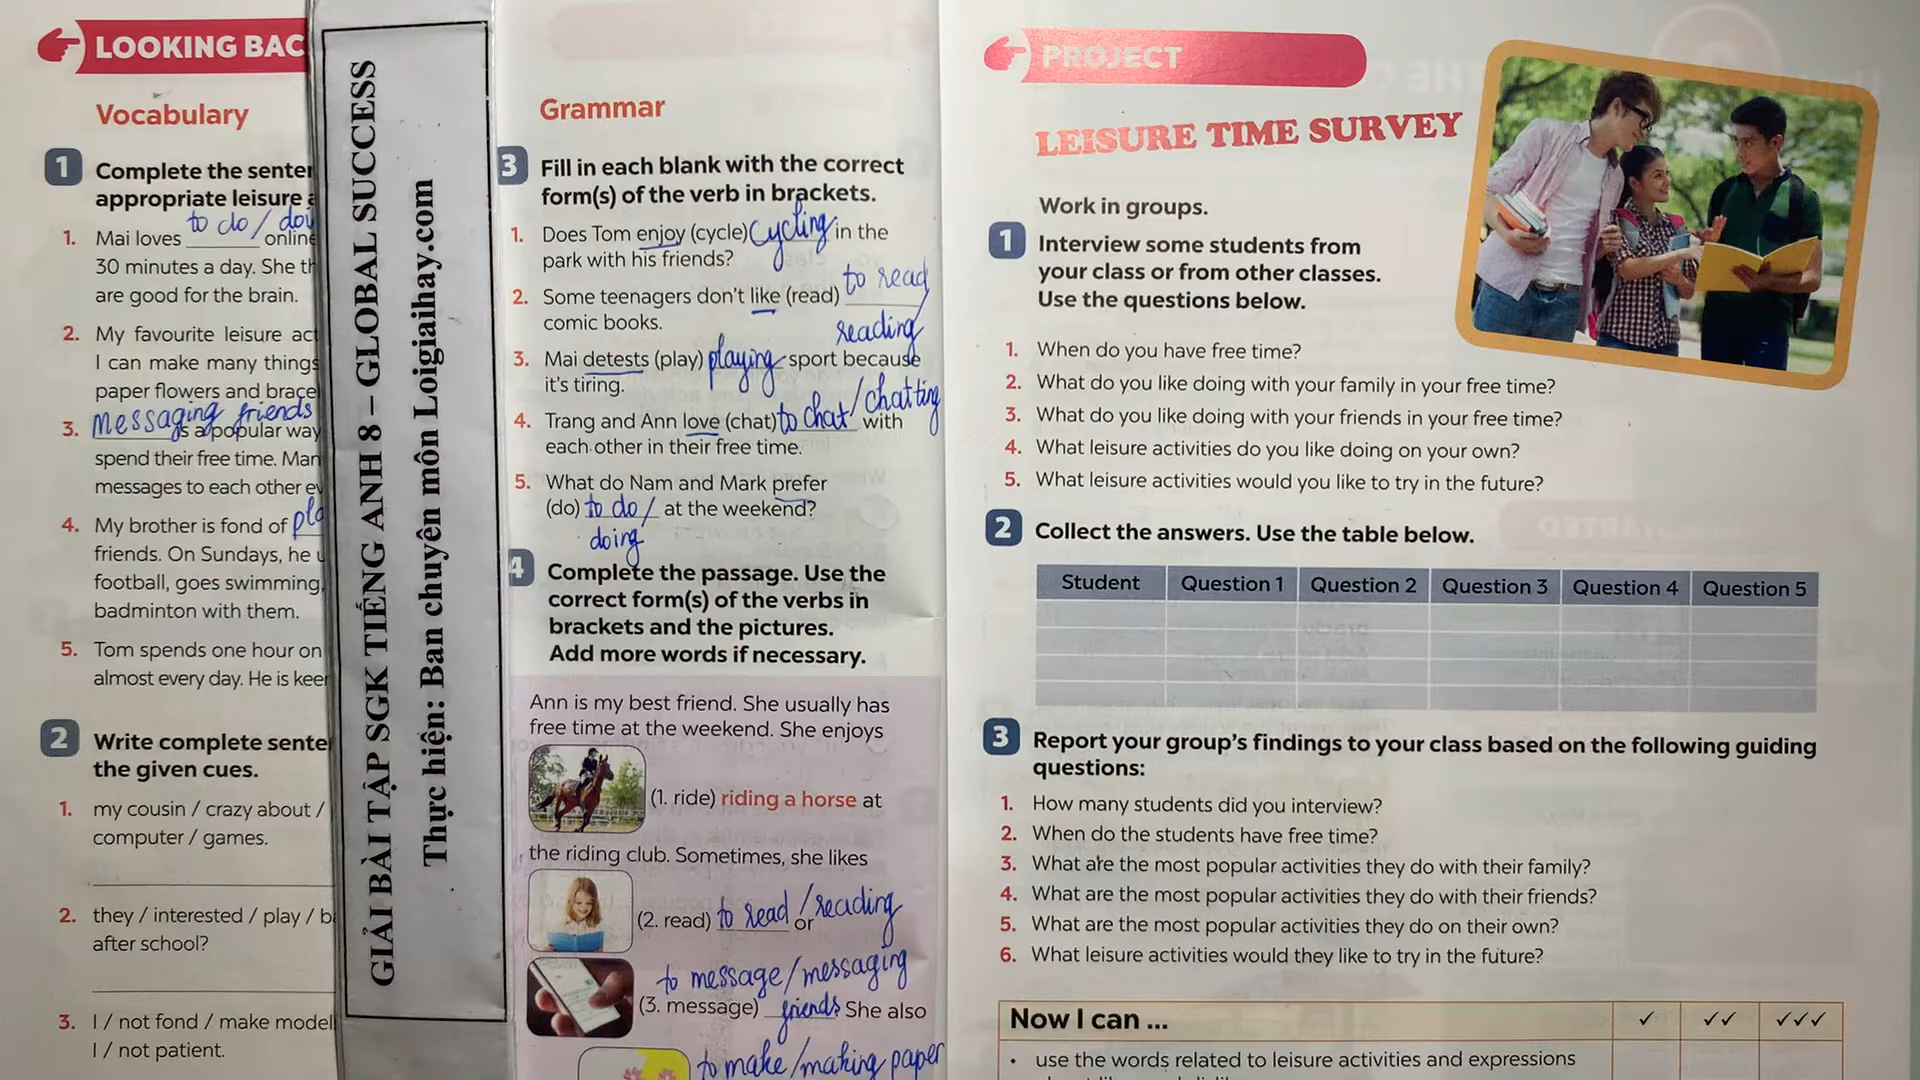 LOOKING BAC
Vocabulary
1 Complete the senten
appropriate leisure a
to do / doi
1. Mai loves ______ online
30 minutes a day. She th
are good for the brain.
2. My favourite leisure act
I can make many things
paper flowers and brace
messaging friends
3. ______ is a popular way
spend their free time. Man
messages to each other ev
4. My brother is fond of pla
friends. On Sundays, he u
football, goes swimming,
badminton with them.
5. Tom spends one hour on
almost every day. He is keen
2 Write complete sente
the given cues.
1. my cousin / crazy about /
computer / games.
2. they / interested / play / ba
after school?
3. I / not fond / make model
I / not patient.
GIẢI BÀI TẬP SGK TIẾNG ANH 8 – GLOBAL SUCCESS
Thực hiện: Ban chuyên môn Loigiaihay.com
Grammar
3 Fill in each blank with the correct
form(s) of the verb in brackets.
1. Does Tom enjoy (cycle) cycling in the
park with his friends?
to read
2. Some teenagers don't like (read) ______/
comic books.
reading
3. Mai detests (play) playing sport because
it's tiring.
4. Trang and Ann love (chat) to chat / chatting with
each other in their free time.
5. What do Nam and Mark prefer
(do) to do / at the weekend?
doing
4 Complete the passage. Use the
correct form(s) of the verbs in
brackets and the pictures.
Add more words if necessary.
Ann is my best friend. She usually has
free time at the weekend. She enjoys
(1. ride) riding a horse at
the riding club. Sometimes, she likes
(2. read) to read / reading or
to message / messaging
(3. message) friends. She also
to make / making paper
PROJECT
LEISURE TIME SURVEY
Work in groups.
1 Interview some students from
your class or from other classes.
Use the questions below.
1. When do you have free time?
2. What do you like doing with your family in your free time?
3. What do you like doing with your friends in your free time?
4. What leisure activities do you like doing on your own?
5. What leisure activities would you like to try in the future?
2 Collect the answers. Use the table below.
Student Question 1 Question 2 Question 3 Question 4 Question 5
3 Report your group's findings to your class based on the following guiding
questions:
1. How many students did you interview?
2. When do the students have free time?
3. What are the most popular activities they do with their family?
4. What are the most popular activities they do with their friends?
5. What are the most popular activities they do on their own?
6. What leisure activities would they like to try in the future?
Now I can ... ✓ ✓✓ ✓✓✓
• use the words related to leisure activities and expressions